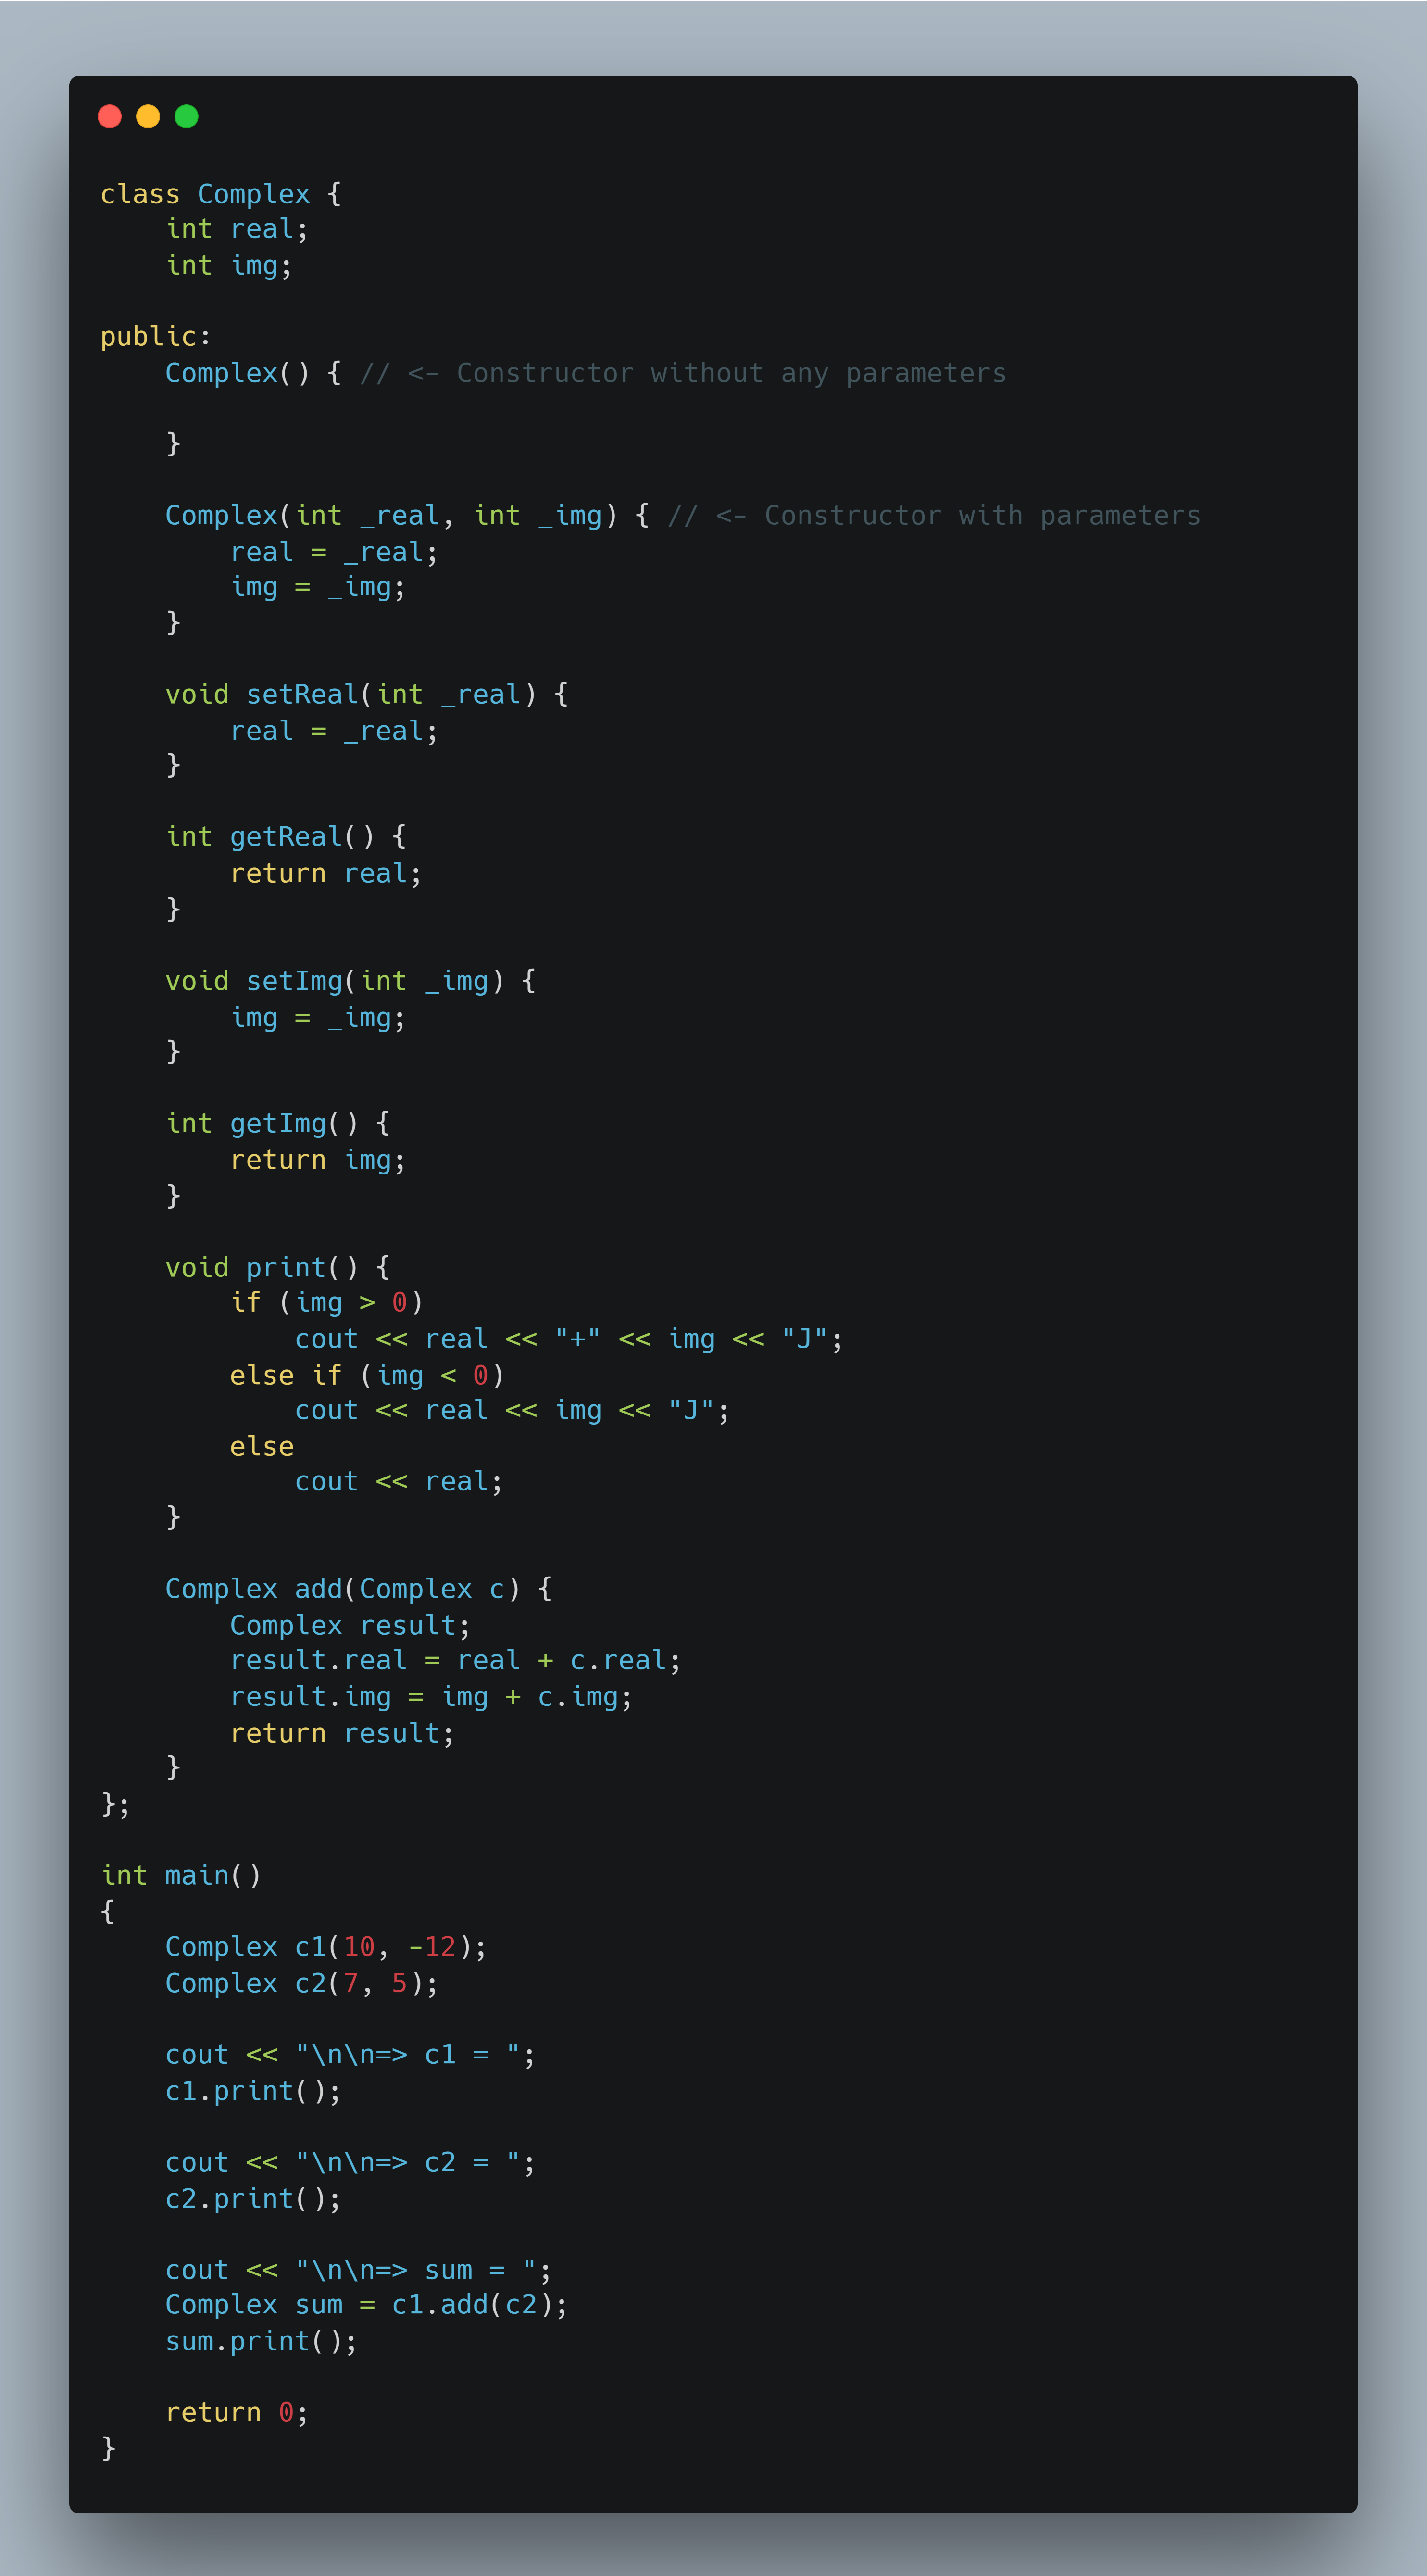 class Complex {
    int real;
    int img;

public:
    Complex() { // <- Constructor without any parameters

    }

    Complex(int _real, int _img) { // <- Constructor with parameters
        real = _real;
        img = _img;
    }

    void setReal(int _real) {
        real = _real;
    }

    int getReal() {
        return real;
    }

    void setImg(int _img) {
        img = _img;
    }

    int getImg() {
        return img;
    }

    void print() {
        if (img > 0)
            cout << real << "+" << img << "J";
        else if (img < 0)
            cout << real << img << "J";
        else
            cout << real;
    }

    Complex add(Complex c) {
        Complex result;
        result.real = real + c.real;
        result.img = img + c.img;
        return result;
    }
};

int main()
{
    Complex c1(10, -12);
    Complex c2(7, 5);

    cout << "\n\n=> c1 = ";
    c1.print();

    cout << "\n\n=> c2 = ";
    c2.print();

    cout << "\n\n=> sum = ";
    Complex sum = c1.add(c2);
    sum.print();

    return 0;
}